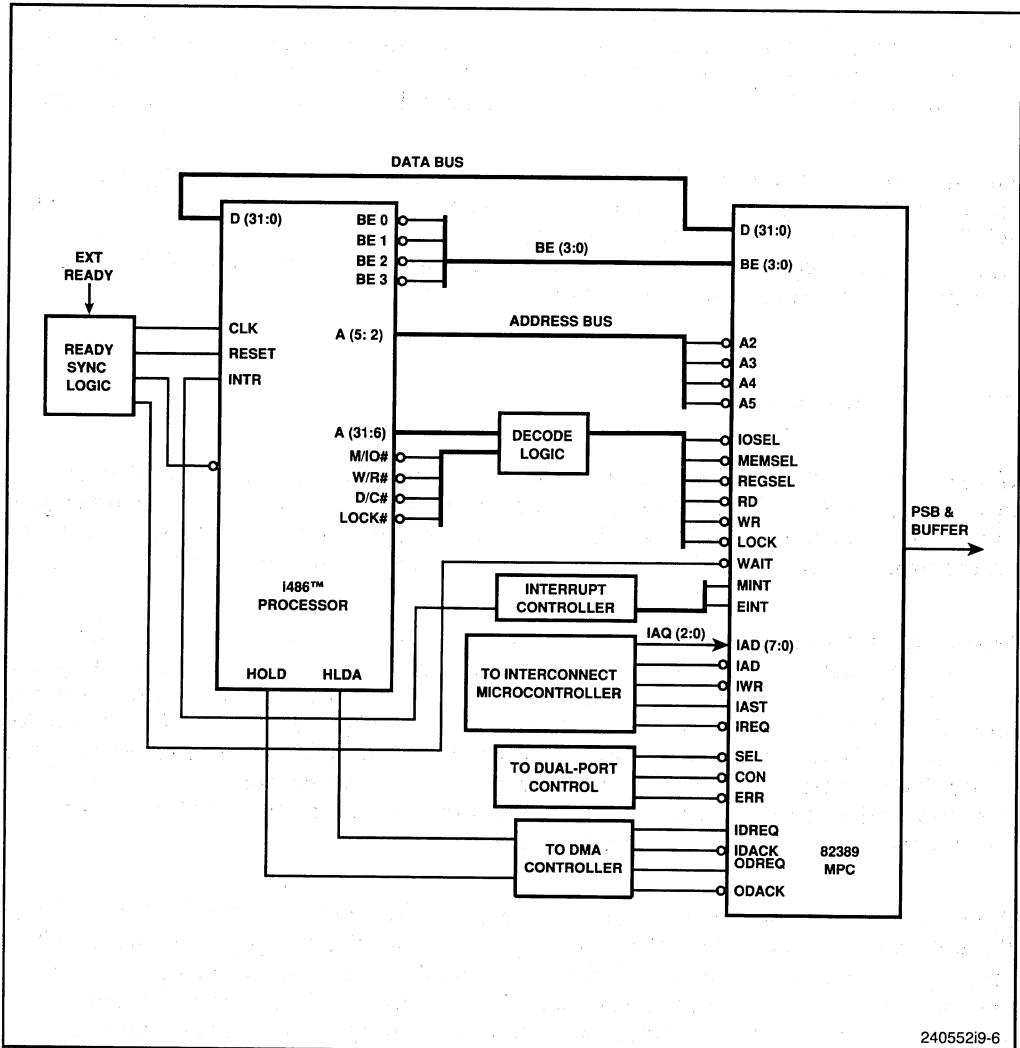 DATA BUS
D (31:0)
BE 0
BE 1
BE 2
BE 3
BE (3:0)
D (31:0)
BE (3:0)
EXT
READY
READY
SYNC
LOGIC
CLK
RESET
INTR
A (5: 2)
ADDRESS BUS
A2
A3
A4
A5
A (31:6)
M/IO#
W/R#
D/C#
LOCK#
DECODE
LOGIC
IOSEL
MEMSEL
REGSEL
RD
WR
LOCK
WAIT
MINT
EINT
PSB &
BUFFER
i486™
PROCESSOR
INTERRUPT
CONTROLLER
HOLD
HLDA
TO INTERCONNECT
MICROCONTROLLER
IAQ (2:0)
IAD (7:0)
IAD
IWR
IAST
IREQ
TO DUAL-PORT
CONTROL
SEL
CON
ERR
TO DMA
CONTROLLER
IDREQ
IDACK
ODREQ
ODACK
82389
MPC
240552i9-6